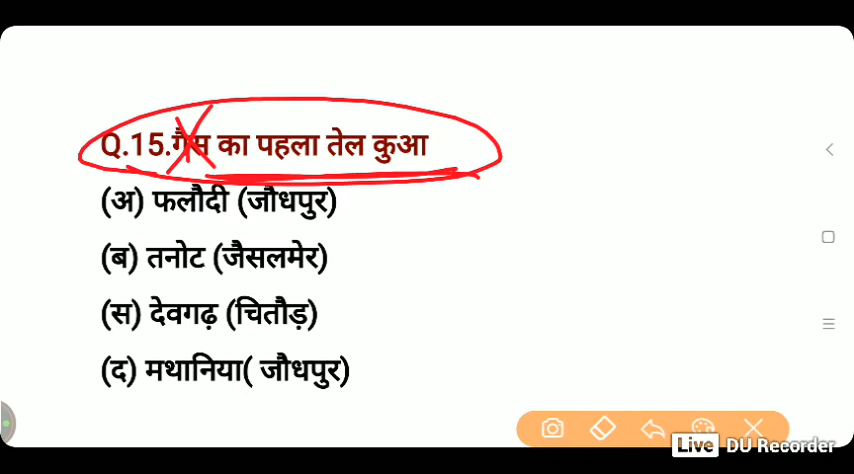 Q.15.गैस का पहला तेल कुआ
(अ) फलौदी (जौधपुर)
(ब) तनोट (जैसलमेर)
(स) देवगढ़ (चितौड़)
(द) मथानिया( जौधपुर)
Live DU Recorder